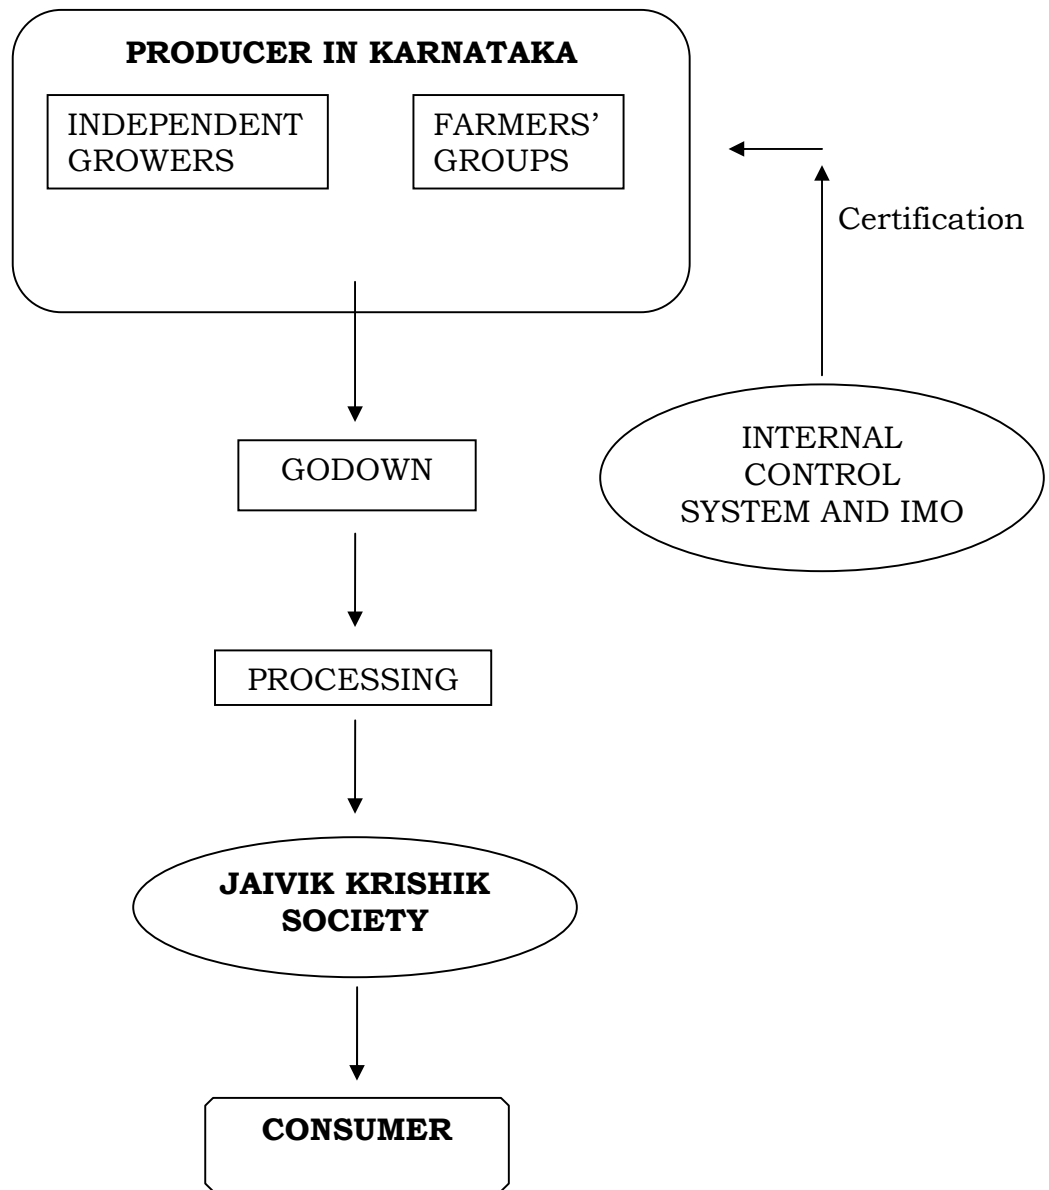 PRODUCER IN KARNATAKA
INDEPENDENT
GROWERS
FARMERS’
GROUPS
Certification
INTERNAL
CONTROL
SYSTEM AND IMO
GODOWN
PROCESSING
JAIVIK KRISHIK
SOCIETY
CONSUMER